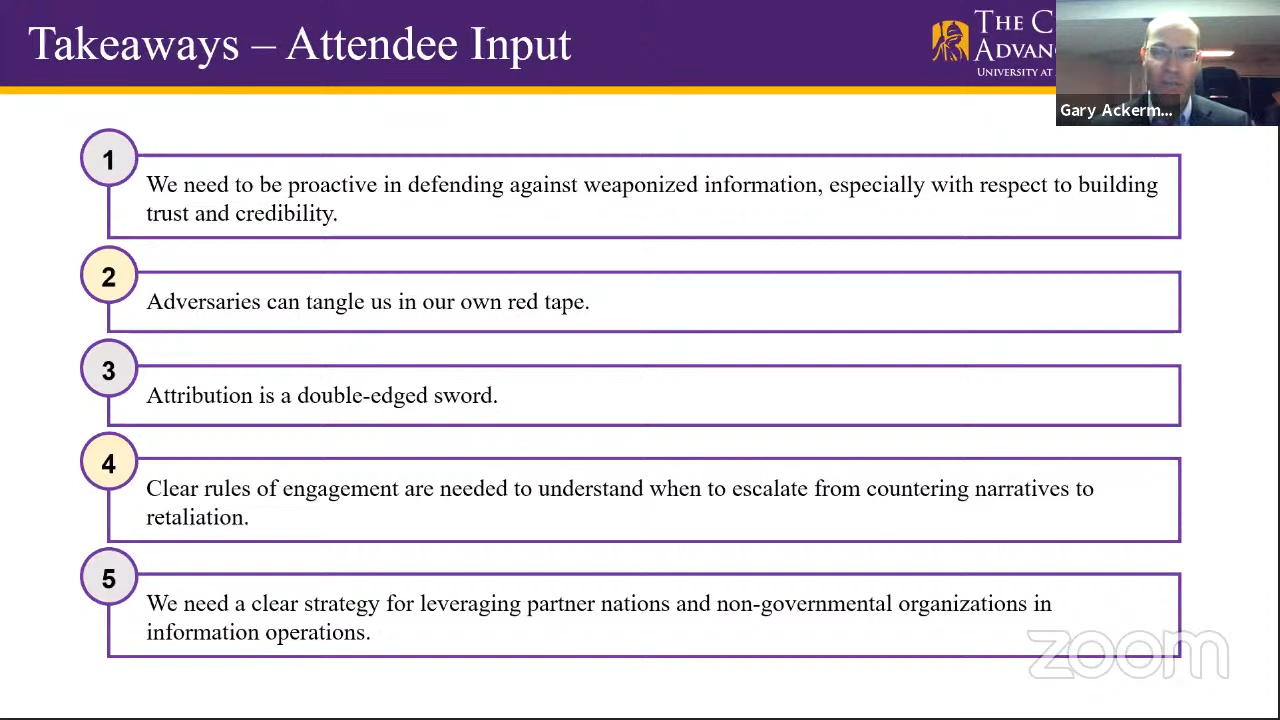 Takeaways – Attendee Input
THE C
ADVANC
UNIVERSITY AT
Gary Ackerm...
1
We need to be proactive in defending against weaponized information, especially with respect to building
trust and credibility.
2
Adversaries can tangle us in our own red tape.
3
Attribution is a double-edged sword.
4
Clear rules of engagement are needed to understand when to escalate from countering narratives to
retaliation.
5
We need a clear strategy for leveraging partner nations and non-governmental organizations in
information operations.
zoom